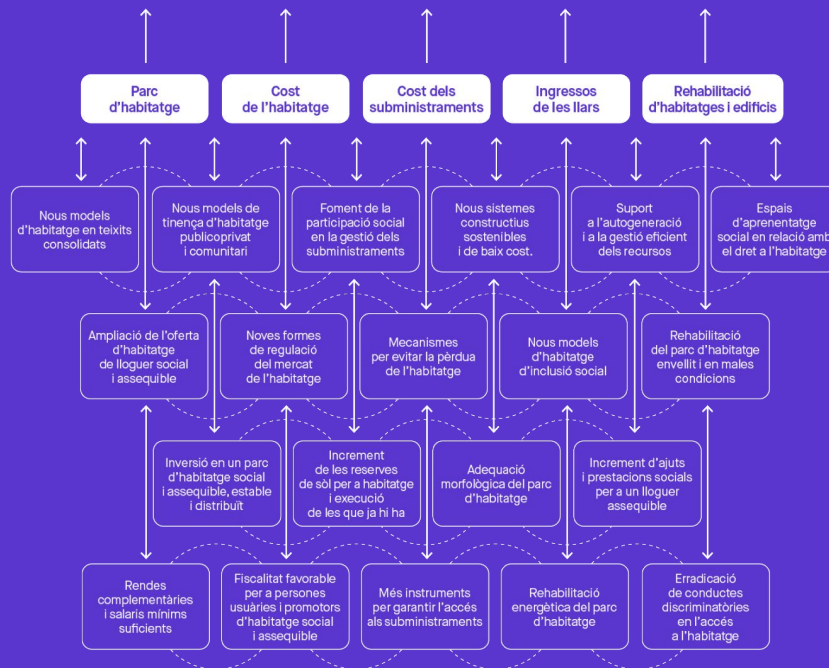 Parc
d'habitatge
Cost
de l'habitatge
Cost dels
subministraments
Ingressos
de les llars
Rehabilitació
d'habitatges i edificis
Nous models
d'habitatge en teixits
consolidats
Nous models de
tinença d'habitatge
publicoprivat
i comunitari
Foment de la
participació social
en la gestió dels
subministraments
Nous sistemes
constructius
sostenibles
i de baix cost.
Suport
a l'autogeneració
i a la gestió eficient
dels recursos
Espais
d'aprenentatge
social en relació amb
el dret a l'habitatge
Ampliació de l'oferta
d'habitatge
de lloguer social
i assequible
Noves formes
de regulació
del mercat
de l'habitatge
Mecanismes
per evitar la pèrdua
de l'habitatge
Nous models
d'habitatge
d'inclusió social
Rehabilitació
del parc d'habitatge
envellit i en males
condicions
Inversió en un parc
d'habitatge social
i assequible, estable
i distribuït
Increment
de les reserves
de sòl per a habitatge
i execució
de les que ja hi ha
Adequació
morfològica del parc
d'habitatge
Increment d'ajuts
i prestacions socials
per a un lloguer
assequible
Rendes
complementàries
i salaris mínims
suficients
Fiscalitat favorable
per a persones
usuàries i promotors
d'habitatge social
i assequible
Més instruments
per garantir l'accés
als subministraments
Rehabilitació
energètica del parc
d'habitatge
Erradicació
de conductes
discriminatòries
en l'accés
a l'habitatge